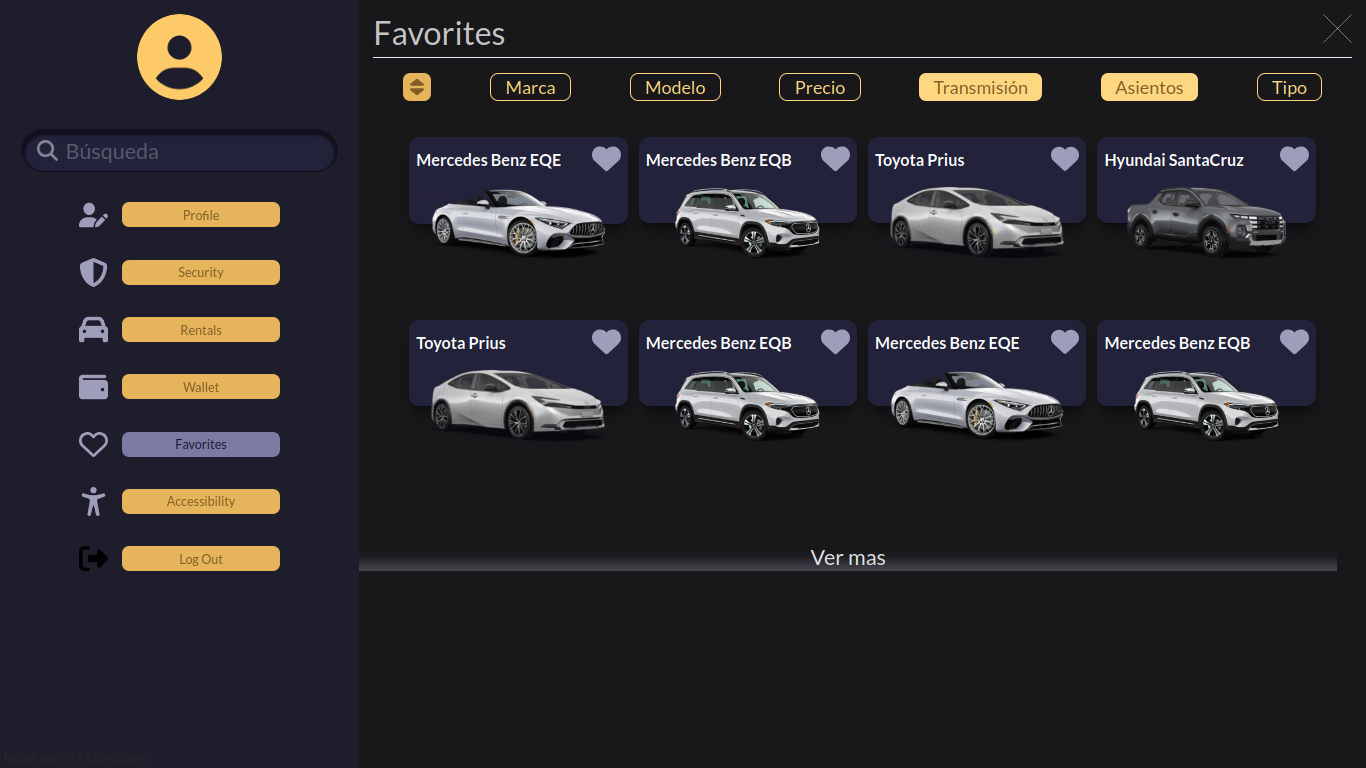 Favorites
Marca Modelo Precio Transmisión Asientos Tipo
Búsqueda
Profile
Security
Rentals
Wallet
Favorites
Accessibility
Log Out
Mercedes Benz EQE Mercedes Benz EQB Toyota Prius Hyundai SantaCruz
Toyota Prius Mercedes Benz EQB Mercedes Benz EQE Mercedes Benz EQB
Ver mas